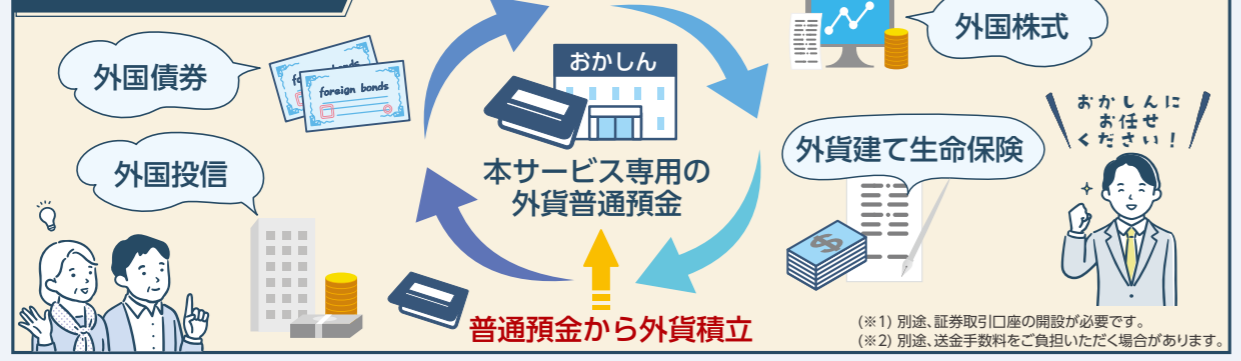 外国株式
外国債券
foreign bonds
おかしん
おかしんに
お任せ
ください!
外貨建て生命保険
外国投信
本サービス専用の
外貨普通預金
普通預金から外貨積立
(※1) 別途、証券取引口座の開設が必要です。
(※2) 別途、送金手数料をご負担いただく場合があります。